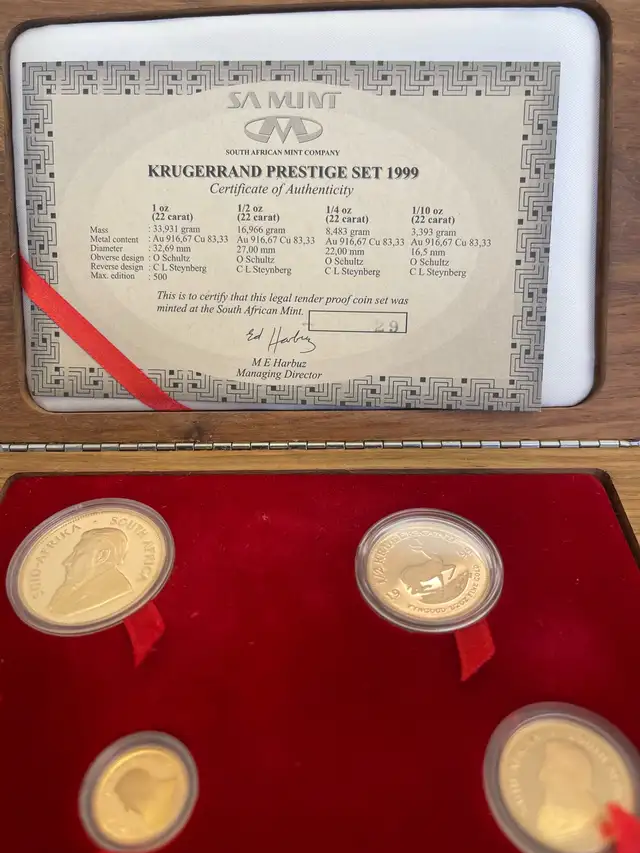 SA MINT
SOUTH AFRICAN MINT COMPANY
KRUGERRAND PRESTIGE SET 1999
Certificate of Authenticity
1 oz 1/2 oz 1/4 oz 1/10 oz
(22 carat) (22 carat) (22 carat) (22 carat)
Mass : 33,931 gram 16,966 gram 8,483 gram 3,393 gram
Metal content : Au 916,67 Cu 83,33 Au 916,67 Cu 83,33 Au 916,67 Cu 83,33 Au 916,67 Cu 83,33
Diameter : 32,69 mm 27,00 mm 22,00 mm 16,5 mm
Obverse design : O Schultz O Schultz O Schultz O Schultz
Reverse design : C L Steynberg C L Steynberg C L Steynberg C L Steynberg
Max. edition : 500
This is to certify that this legal tender proof coin set was
minted at the South African Mint. 29
Ed Harbuz
M E Harbuz
Managing Director
SUID-AFRIKA · SOUTH AFRICA
1/2